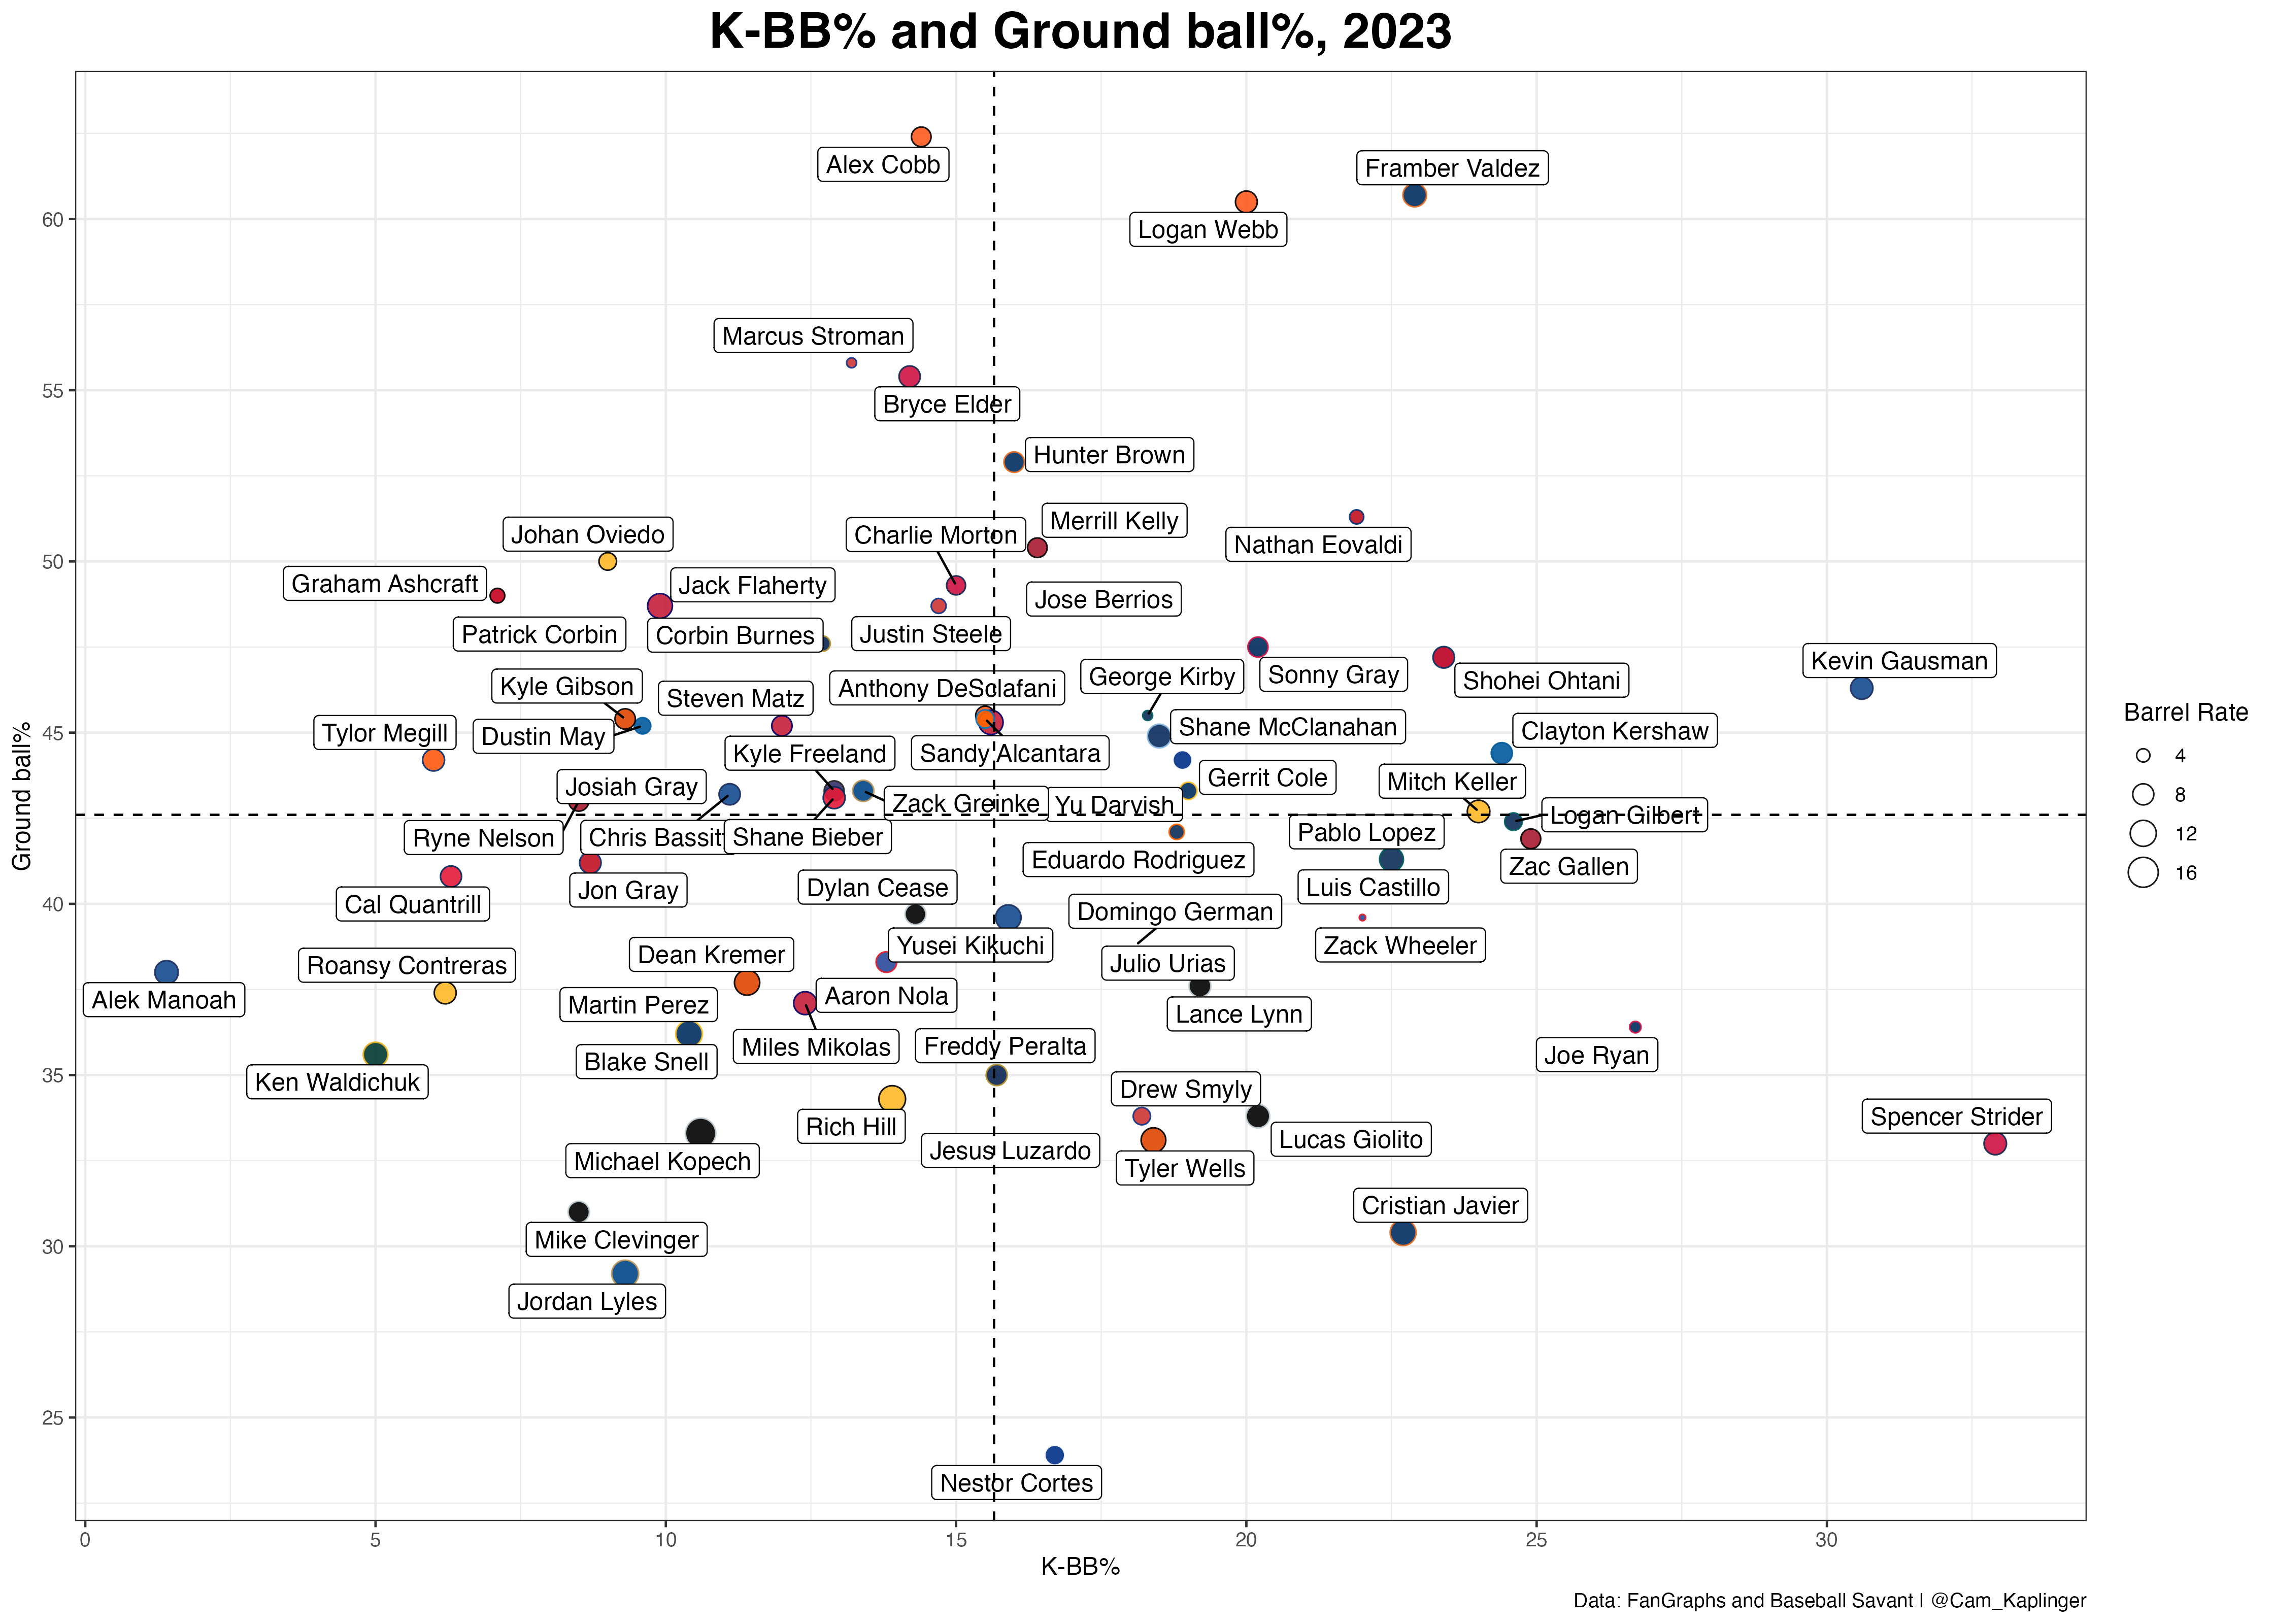 K-BB% and Ground ball%, 2023
Alex Cobb
Framber Valdez
60
Logan Webb
Marcus Stroman
55
Bryce Elder
Hunter Brown
Merrill Kelly
Johan Oviedo
Charlie Morton
Nathan Eovaldi
50
Graham Ashcraft
Jack Flaherty
Jose Berrios
Patrick Corbin
Corbin Burnes
Justin Steele
Kevin Gausman
Sonny Gray
George Kirby
Shohei Ohtani
Kyle Gibson
Anthony DeSclafani
Steven Matz
Barrel Rate
Shane McClanahan
Clayton Kershaw
Tylor Megill
45
Dustin May
Kyle Freeland
Sandy Alcantara
4
Gerrit Cole
Mitch Keller
Josiah Gray
8
Zack Greinke
Yu Darvish
Logan Gilbert
Pablo Lopez
12
Ryne Nelson
Chris Bassitt
Shane Bieber
Ground ball%
Eduardo Rodriguez
Zac Gallen
16
Dylan Cease
Luis Castillo
Jon Gray
Cal Quantrill
40
Domingo German
Yusei Kikuchi
Zack Wheeler
Dean Kremer
Roansy Contreras
Julio Urias
Aaron Nola
Alek Manoah
Martin Perez
Lance Lynn
Miles Mikolas
Freddy Peralta
Joe Ryan
Blake Snell
35
Ken Waldichuk
Drew Smyly
Spencer Strider
Rich Hill
Lucas Giolito
Jesus Luzardo
Michael Kopech
Tyler Wells
Cristian Javier
Mike Clevinger
30
Jordan Lyles
25
Nestor Cortes
0
5
10
15
20
25
30
K-BB%
Data: FanGraphs and Baseball Savant | @Cam_Kaplinger